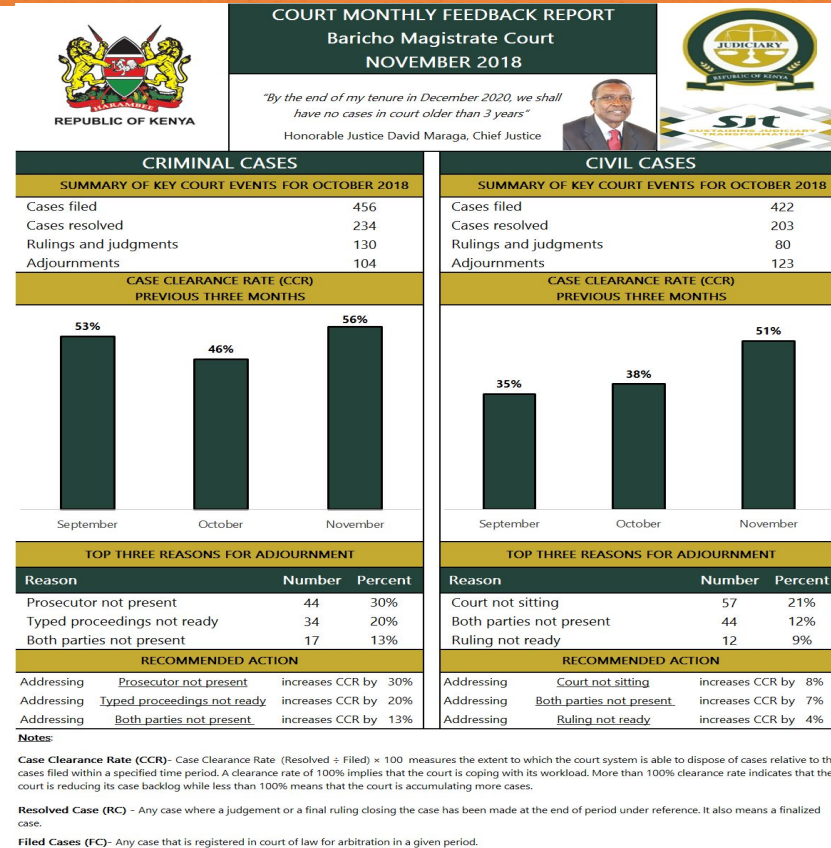 COURT MONTHLY FEEDBACK REPORT
Baricho Magistrate Court
NOVEMBER 2018
HARAMBEE
REPUBLIC OF KENYA
"By the end of my tenure in December 2020, we shall
have no cases in court older than 3 years"
Honorable Justice David Maraga, Chief Justice
JUDICIARY
REPUBLIC OF KENYA
sjt
SUSTAINING JUDICIARY
TRANSFORMATION
CRIMINAL CASES
SUMMARY OF KEY COURT EVENTS FOR OCTOBER 2018
Cases filed 456
Cases resolved 234
Rulings and judgments 130
Adjournments 104
CASE CLEARANCE RATE (CCR)
PREVIOUS THREE MONTHS
53% 46% 56%
September October November
TOP THREE REASONS FOR ADJOURNMENT
Reason Number Percent
Prosecutor not present 44 30%
Typed proceedings not ready 34 20%
Both parties not present 17 13%
RECOMMENDED ACTION
Addressing Prosecutor not present increases CCR by 30%
Addressing Typed proceedings not ready increases CCR by 20%
Addressing Both parties not present increases CCR by 13%
CIVIL CASES
SUMMARY OF KEY COURT EVENTS FOR OCTOBER 2018
Cases filed 422
Cases resolved 203
Rulings and judgments 80
Adjournments 123
CASE CLEARANCE RATE (CCR)
PREVIOUS THREE MONTHS
35% 38% 51%
September October November
TOP THREE REASONS FOR ADJOURNMENT
Reason Number Percent
Court not sitting 57 21%
Both parties not present 44 12%
Ruling not ready 12 9%
RECOMMENDED ACTION
Addressing Court not sitting increases CCR by 8%
Addressing Both parties not present increases CCR by 7%
Addressing Ruling not ready increases CCR by 4%
Notes:
Case Clearance Rate (CCR)- Case Clearance Rate (Resolved ÷ Filed) × 100 measures the extent to which the court system is able to dispose of cases relative to th
cases filed within a specified time period. A clearance rate of 100% implies that the court is coping with its workload. More than 100% clearance rate indicates that the
court is reducing its case backlog while less than 100% means that the court is accumulating more cases.
Resolved Case (RC) - Any case where a judgement or a final ruling closing the case has been made at the end of period under reference. It also means a finalized
case.
Filed Cases (FC)- Any case that is registered in court of law for arbitration in a given period.